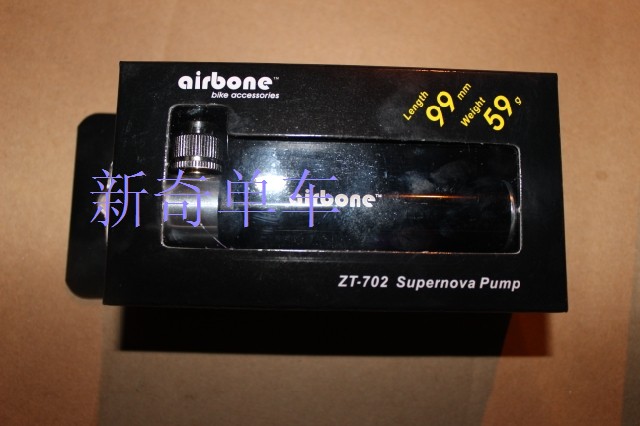 airbone™
bike accessories
Length 99 mm
Weight 59 g
新奇单车
airbone™
ZT-702 Supernova Pump